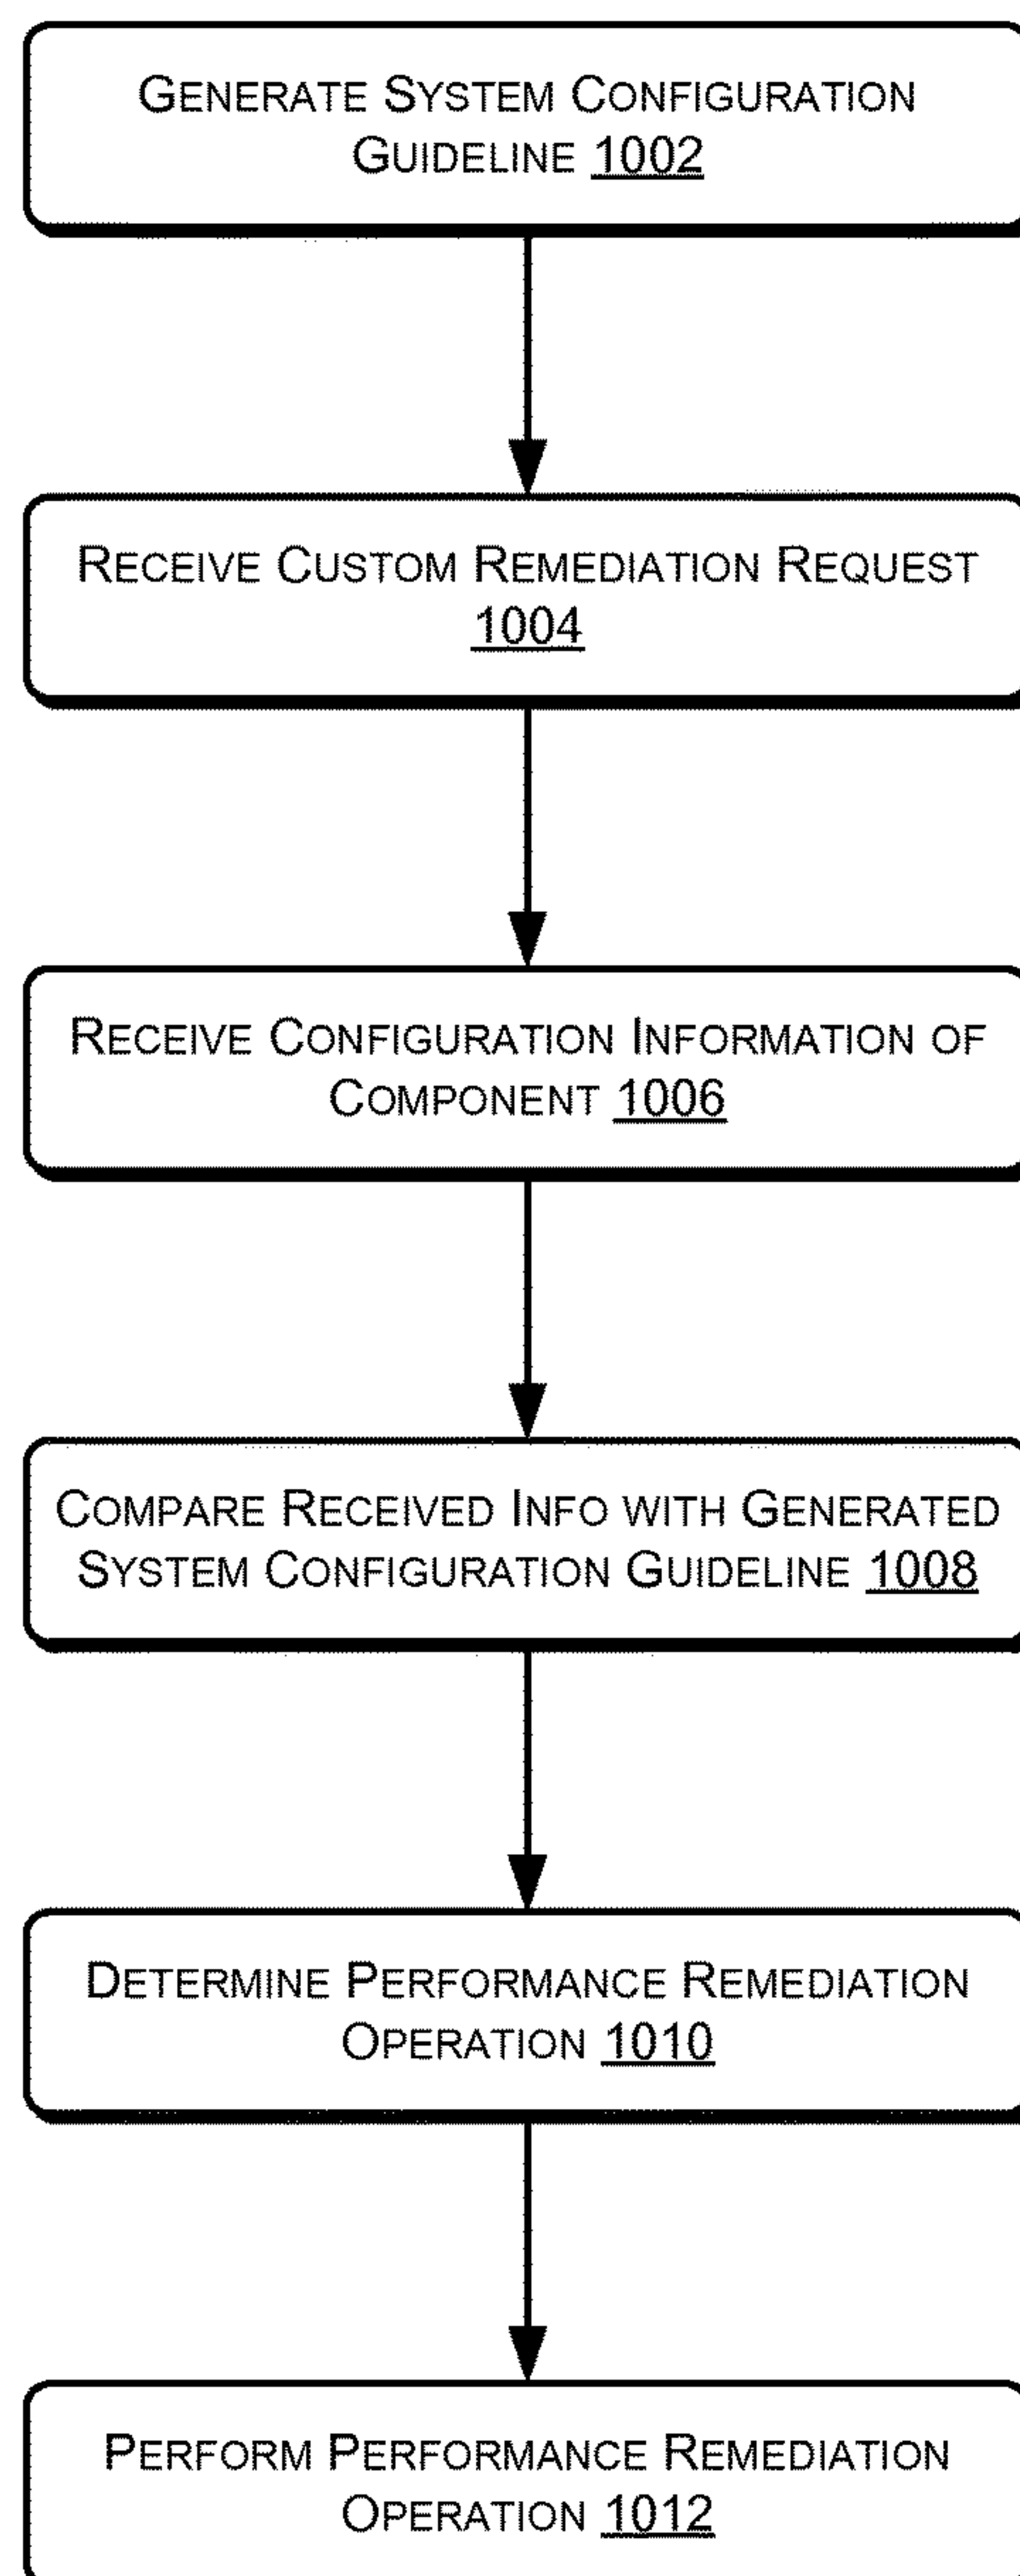 GENERATE SYSTEM CONFIGURATION
GUIDELINE 1002
RECEIVE CUSTOM REMEDIATION REQUEST
1004
RECEIVE CONFIGURATION INFORMATION OF
COMPONENT 1006
COMPARE RECEIVED INFO WITH GENERATED
SYSTEM CONFIGURATION GUIDELINE 1008
DETERMINE PERFORMANCE REMEDIATION
OPERATION 1010
PERFORM PERFORMANCE REMEDIATION
OPERATION 1012